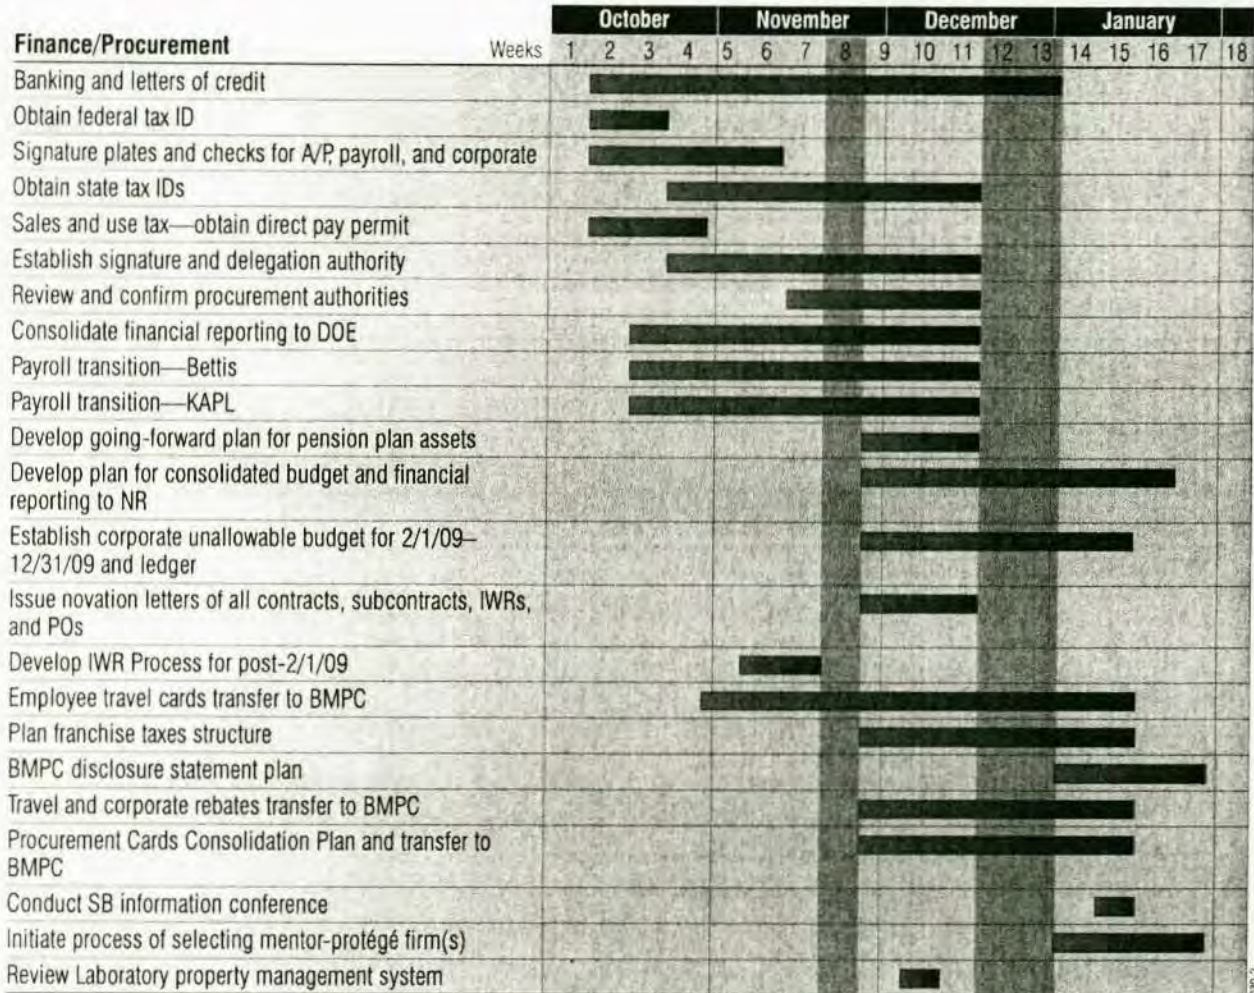 October November December January
Finance/Procurement Weeks 1 2 3 4 5 6 7 8 9 10 11 12 13 14 15 16 17 18
Banking and letters of credit
Obtain federal tax ID
Signature plates and checks for A/P, payroll, and corporate
Obtain state tax IDs
Sales and use tax—obtain direct pay permit
Establish signature and delegation authority
Review and confirm procurement authorities
Consolidate financial reporting to DOE
Payroll transition—Bettis
Payroll transition—KAPL
Develop going-forward plan for pension plan assets
Develop plan for consolidated budget and financial
reporting to NR
Establish corporate unallowable budget for 2/1/09–
12/31/09 and ledger
Issue novation letters of all contracts, subcontracts, IWRs,
and POs
Develop IWR Process for post-2/1/09
Employee travel cards transfer to BMPC
Plan franchise taxes structure
BMPC disclosure statement plan
Travel and corporate rebates transfer to BMPC
Procurement Cards Consolidation Plan and transfer to
BMPC
Conduct SB information conference
Initiate process of selecting mentor-protégé firm(s)
Review Laboratory property management system